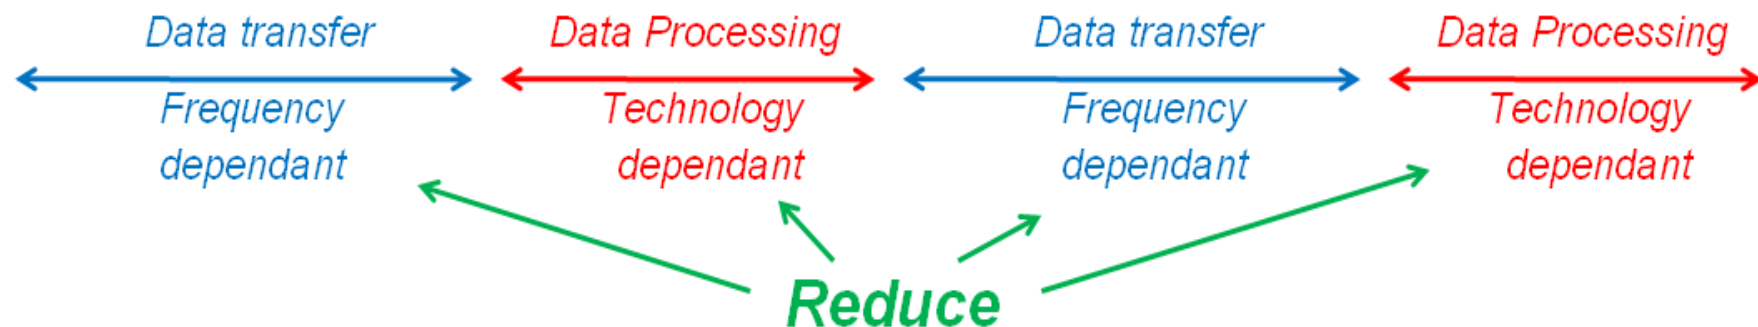 Data transfer Data Processing Data transfer Data Processing
Frequency Technology Frequency Technology
dependant dependant dependant dependant
Reduce